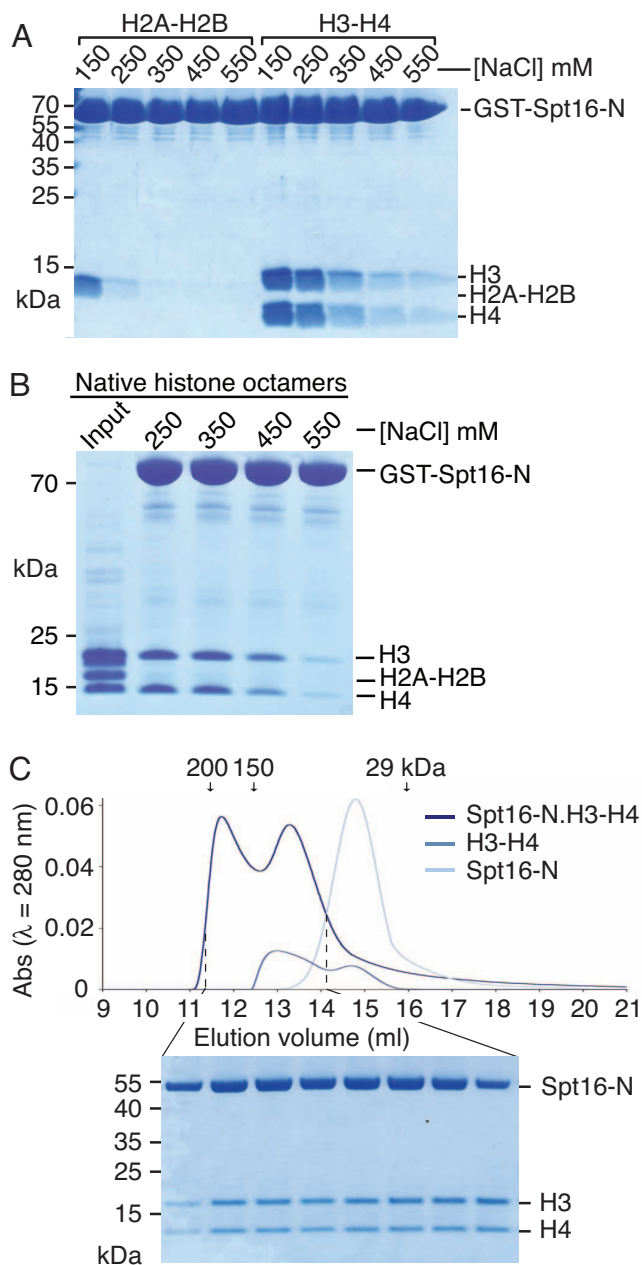 A
H2A-H2B H3-H4
150 250 350 450 550 150 250 350 450 550 [NaCl] mM
70 GST-Spt16-N
55
40
35
25
15 H3
H2A-H2B
kDa H4
B
Native histone octamers
Input 250 350 450 550 [NaCl] mM
GST-Spt16-N
70
kDa
25
H3
H2A-H2B
15 H4
C
200 150 29 kDa
0.06 Spt16-N.H3-H4
H3-H4
0.04 Spt16-N
0.02
0
Abs (λ = 280 nm)
9 10 11 12 13 14 15 16 17 18 19 20 21
Elution volume (ml)
55 Spt16-N
40
35
25
15 H3
H4
kDa